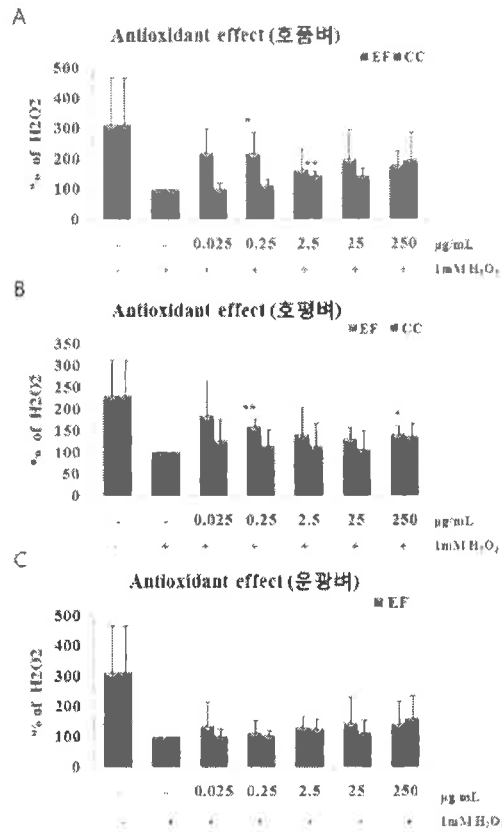 A
Antioxidant effect (호품벼)
■EF ■CC
% of H2O2
500
400
300
200
100
0
*
**
- - 0.025 0.25 2.5 25 250 µg/mL
- + + + + + + 1mM H₂O₂
B
Antioxidant effect (호평벼)
■EF ■CC
% of H2O2
350
300
250
200
150
100
50
0
**
*
- - 0.025 0.25 2.5 25 250 µg/mL
- + + + + + + 1mM H₂O₂
C
Antioxidant effect (운광벼)
■EF
% of H2O2
500
400
300
200
100
0
- - 0.025 0.25 2.5 25 250 µg mL
- + + + + + + 1mM H₂O